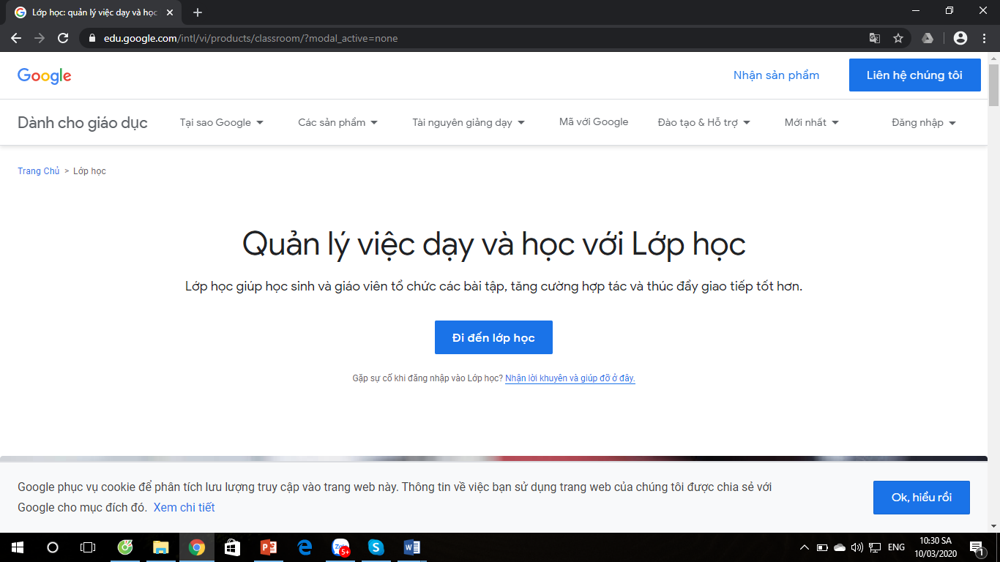 Lớp học: quản lý việc dạy và học
edu.google.com/intl/vi/products/classroom/?modal_active=none
Google
Nhận sản phẩm
Liên hệ chúng tôi
Dành cho giáo dục
Tại sao Google
Các sản phẩm
Tài nguyên giảng dạy
Mã với Google
Đào tạo & Hỗ trợ
Mới nhất
Đăng nhập
Trang Chủ > Lớp học
Quản lý việc dạy và học với Lớp học
Lớp học giúp học sinh và giáo viên tổ chức các bài tập, tăng cường hợp tác và thúc đẩy giao tiếp tốt hơn.
Đi đến lớp học
Gặp sự cố khi đăng nhập vào Lớp học? Nhận lời khuyên và giúp đỡ ở đây.
Google phục vụ cookie để phân tích lưu lượng truy cập vào trang web này. Thông tin về việc bạn sử dụng trang web của chúng tôi được chia sẻ với
Google cho mục đích đó. Xem chi tiết
Ok, hiểu rồi
Zalo
5+
ENG
10:30 SA
10/03/2020
1